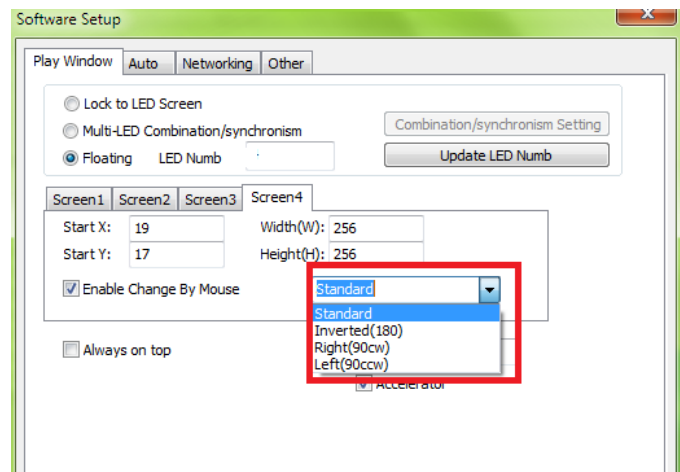 Software Setup
Play Window Auto Networking Other
Lock to LED Screen
Multi-LED Combination/synchronism
Combination/synchronism Setting
Floating LED Numb
Update LED Numb
Screen1 Screen2 Screen3 Screen4
Start X: 19 Width(W): 256
Start Y: 17 Height(H): 256
Enable Change By Mouse Standard
Standard
Inverted(180)
Right(90cw)
Left(90ccw)
Always on top
Accelerator